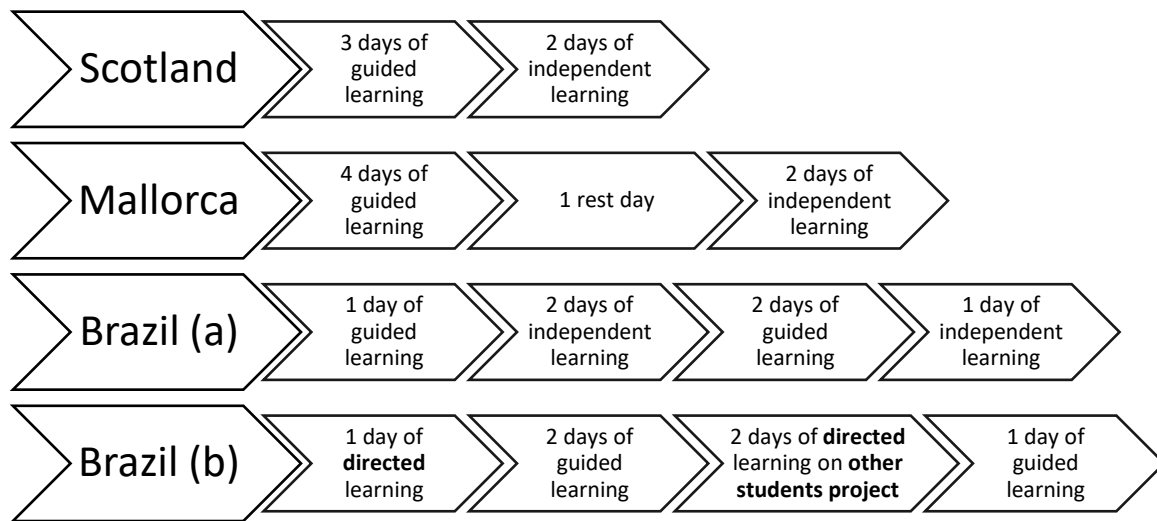 Scotland
3 days of
guided
learning
2 days of
independent
learning
Mallorca
4 days of
guided
learning
1 rest day
2 days of
independent
learning
Brazil (a)
1 day of
guided
learning
2 days of
independent
learning
2 days of
guided
learning
1 day of
independent
learning
Brazil (b)
1 day of
directed
learning
2 days of
guided
learning
2 days of directed
learning on other
students project
1 day of
guided
learning